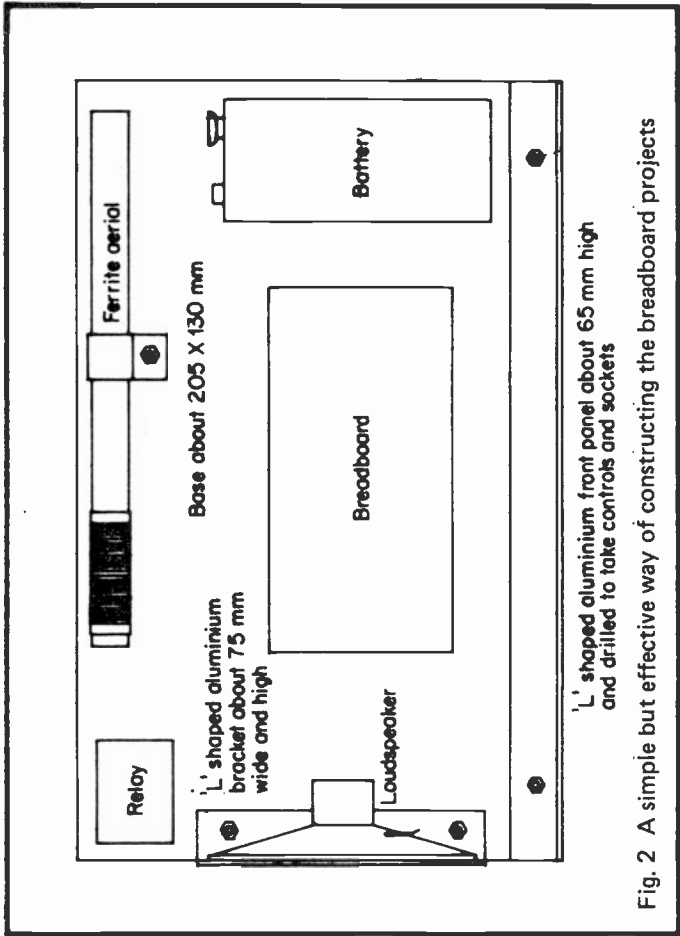 Ferrite aerial
Relay
Base about 205 X 130 mm
'L' shaped aluminium
bracket about 75 mm
wide and high
Loudspeaker
Breadboard
Battery
'L' shaped aluminium front panel about 65mm high
and drilled to take controls and sockets
Fig. 2 A simple but effective way of constructing the breadboard projects